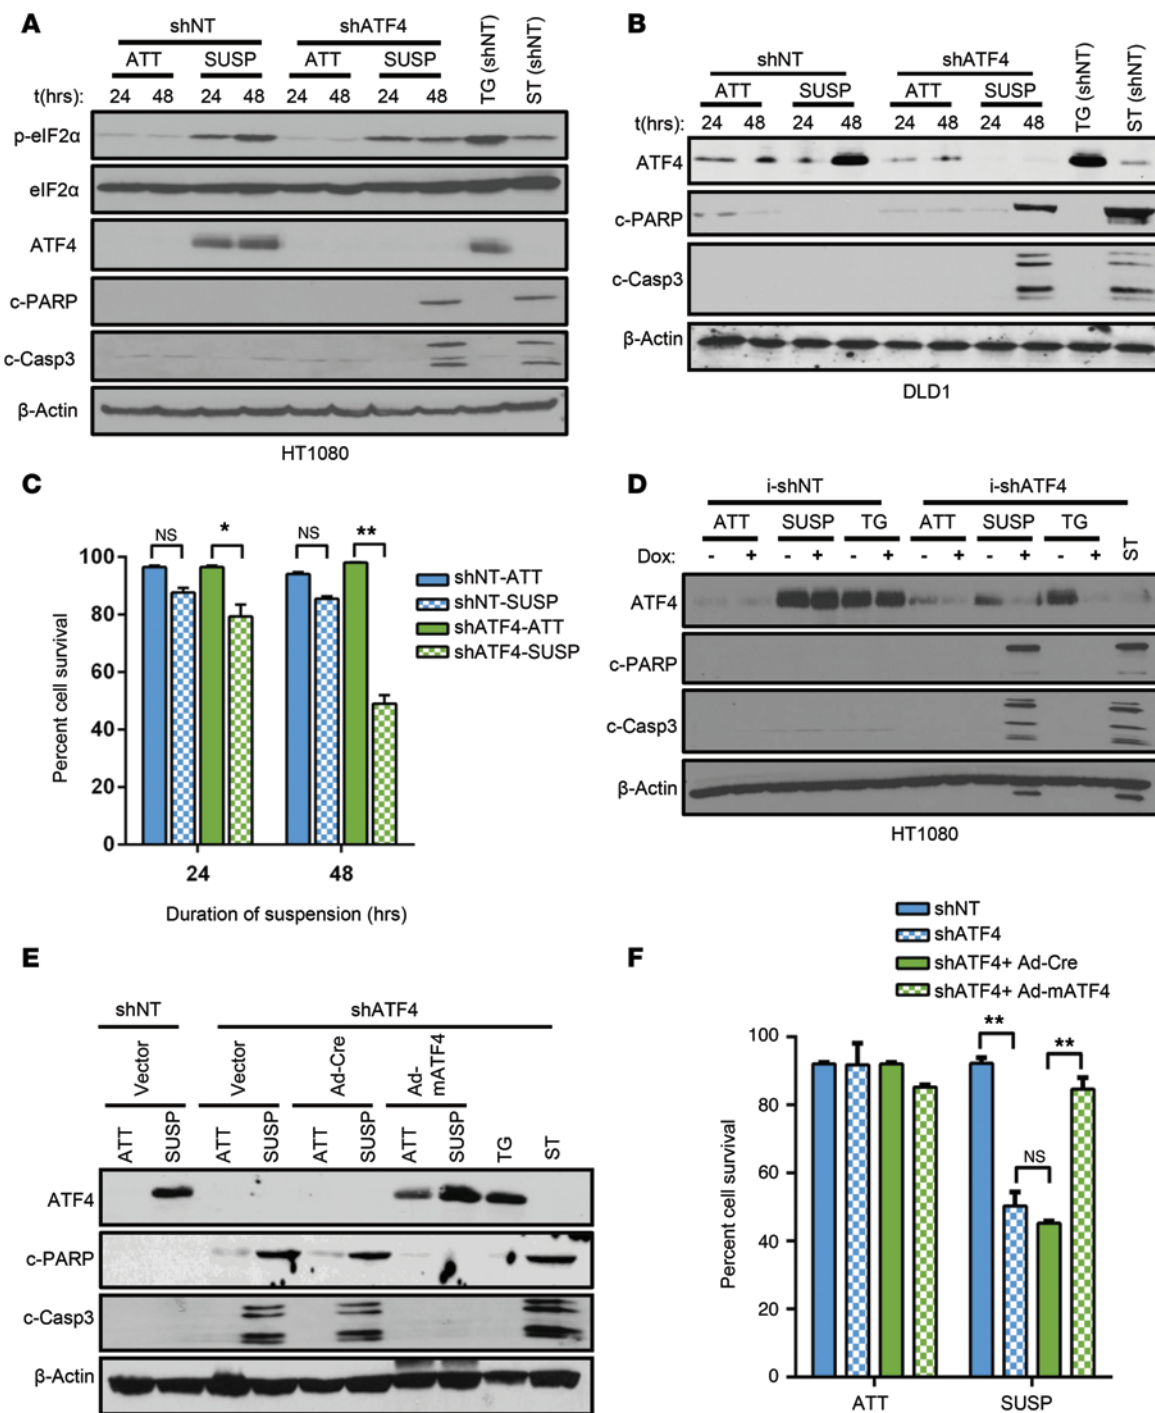 A
shNT shATF4
ATT SUSP ATT SUSP TG (shNT) ST (shNT)
t(hrs): 24 48 24 48 24 48 24 48
p-eIF2α
eIF2α
ATF4
c-PARP
c-Casp3
β-Actin
HT1080
B
shNT shATF4
ATT SUSP ATT SUSP TG (shNT) ST (shNT)
t(hrs): 24 48 24 48 24 48 24 48
ATF4
c-PARP
c-Casp3
β-Actin
DLD1
C
NS * NS **
100
80
60
40
20
0
Percent cell survival
24 48
Duration of suspension (hrs)
shNT-ATT
shNT-SUSP
shATF4-ATT
shATF4-SUSP
D
i-shNT i-shATF4
ATT SUSP TG ATT SUSP TG ST
Dox: - + - + - + - + - + - +
ATF4
c-PARP
c-Casp3
β-Actin
HT1080
E
shNT shATF4
Vector Vector Ad-Cre Ad-mATF4
ATT SUSP ATT SUSP ATT SUSP ATT SUSP TG ST
ATF4
c-PARP
c-Casp3
β-Actin
F
shNT
shATF4
shATF4+ Ad-Cre
shATF4+ Ad-mATF4
** **
NS
100
80
60
40
20
0
Percent cell survival
ATT SUSP